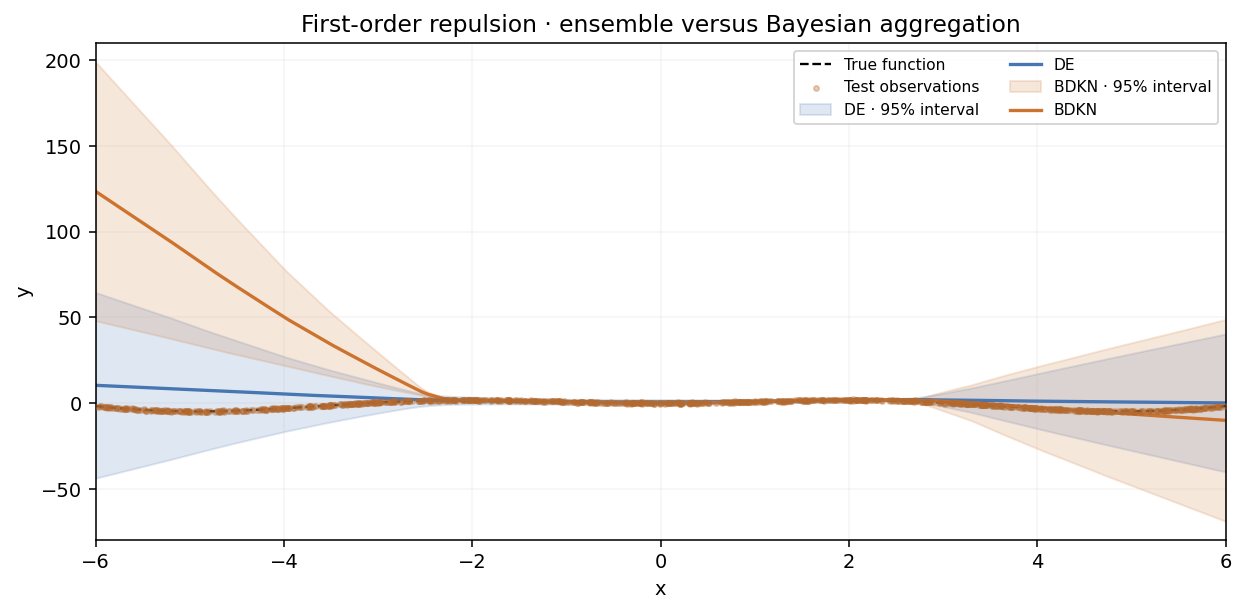 First-order repulsion · ensemble versus Bayesian aggregation
True function
Test observations
DE · 95% interval
DE
BDKN · 95% interval
BDKN
y
200
150
100
50
0
−50
−6
−4
−2
0
2
4
6
x